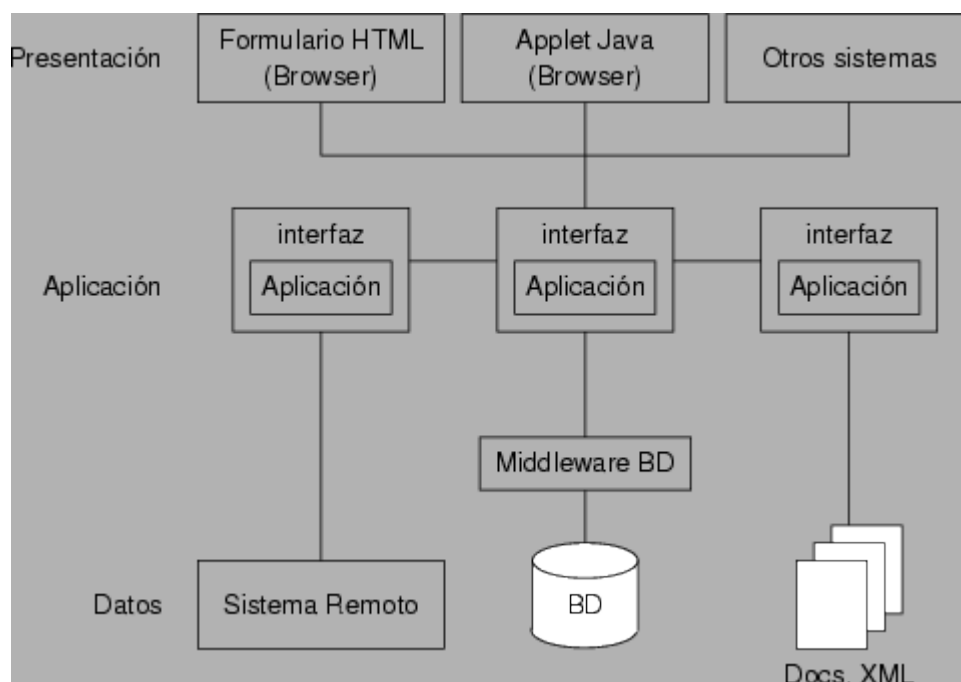 Presentación
Formulario HTML
(Browser)
Applet Java
(Browser)
Otros sistemas
Aplicación
interfaz
Aplicación
interfaz
Aplicación
interfaz
Aplicación
Middleware BD
Datos
Sistema Remoto
BD
Docs. XML